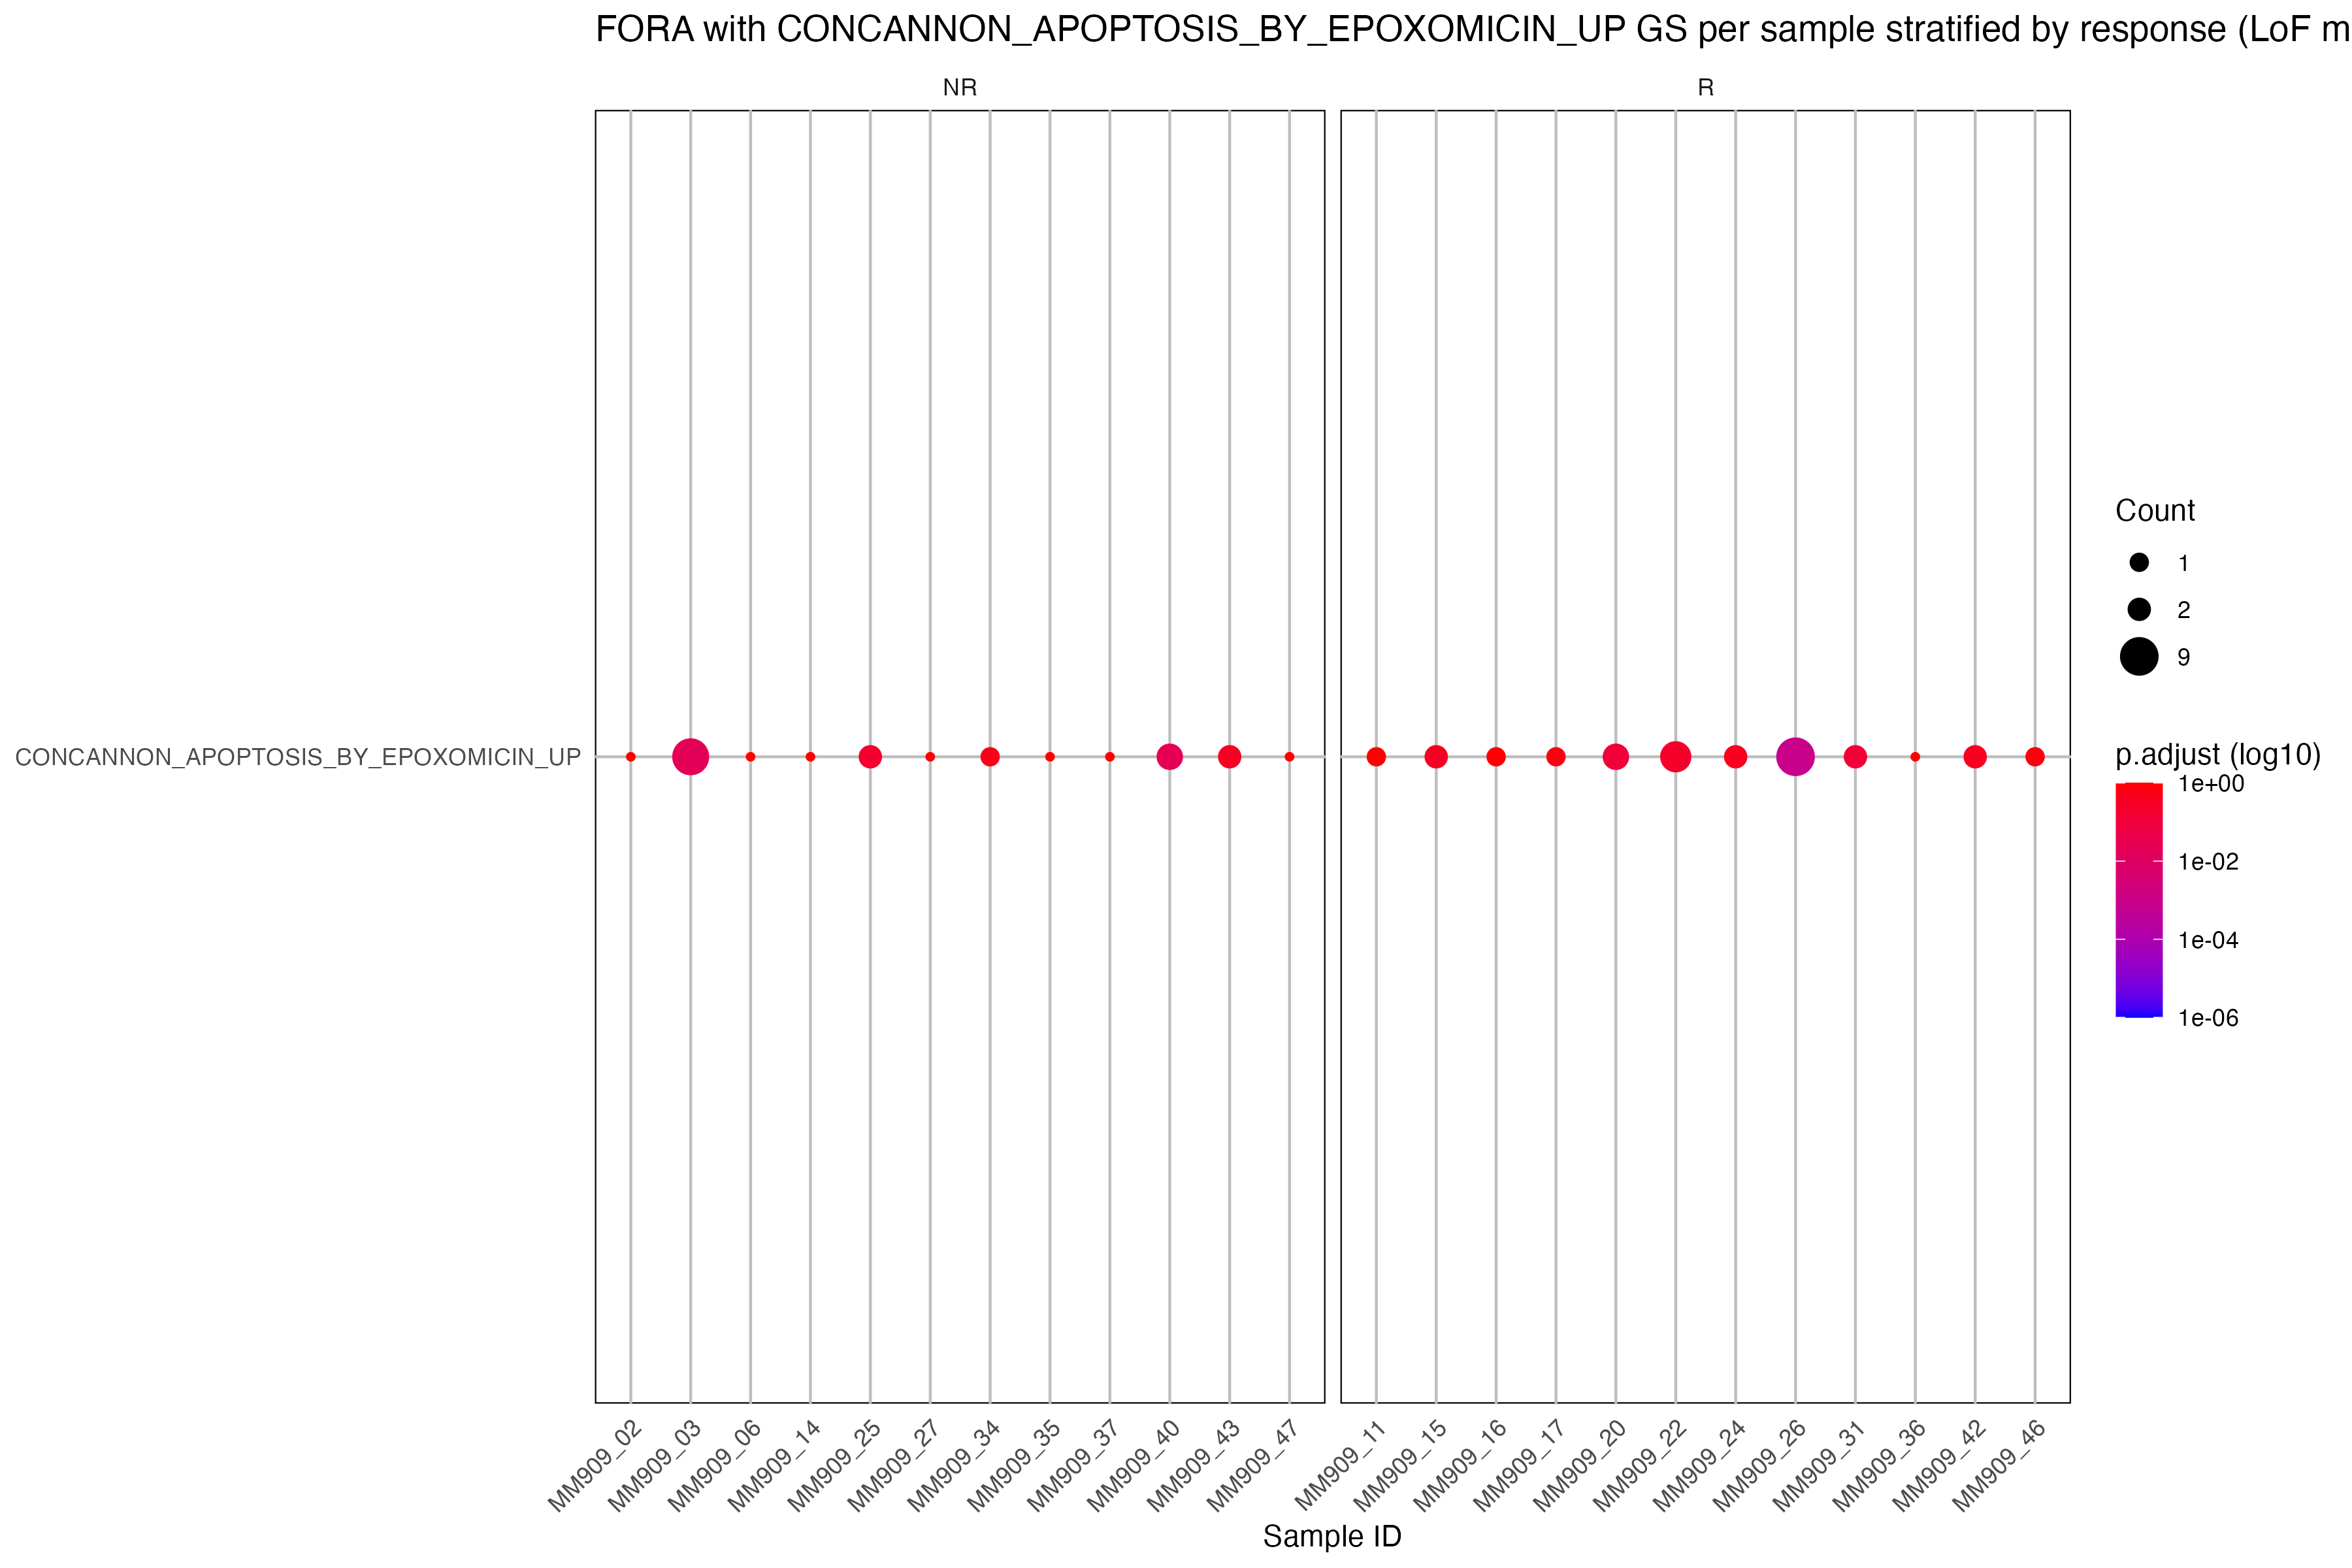 FORA with CONCANNON_APOPTOSIS_BY_EPOXOMICIN_UP GS per sample stratified by response (LoF m
NR
R
CONCANNON_APOPTOSIS_BY_EPOXOMICIN_UP
Count
1
2
9
p.adjust (log10)
1e+00
1e-02
1e-04
1e-06
MM909_02
MM909_03
MM909_06
MM909_14
MM909_25
MM909_27
MM909_34
MM909_35
MM909_37
MM909_40
MM909_43
MM909_47
MM909_11
MM909_15
MM909_16
MM909_17
MM909_20
MM909_22
MM909_24
MM909_26
MM909_31
MM909_36
MM909_42
MM909_46
Sample ID